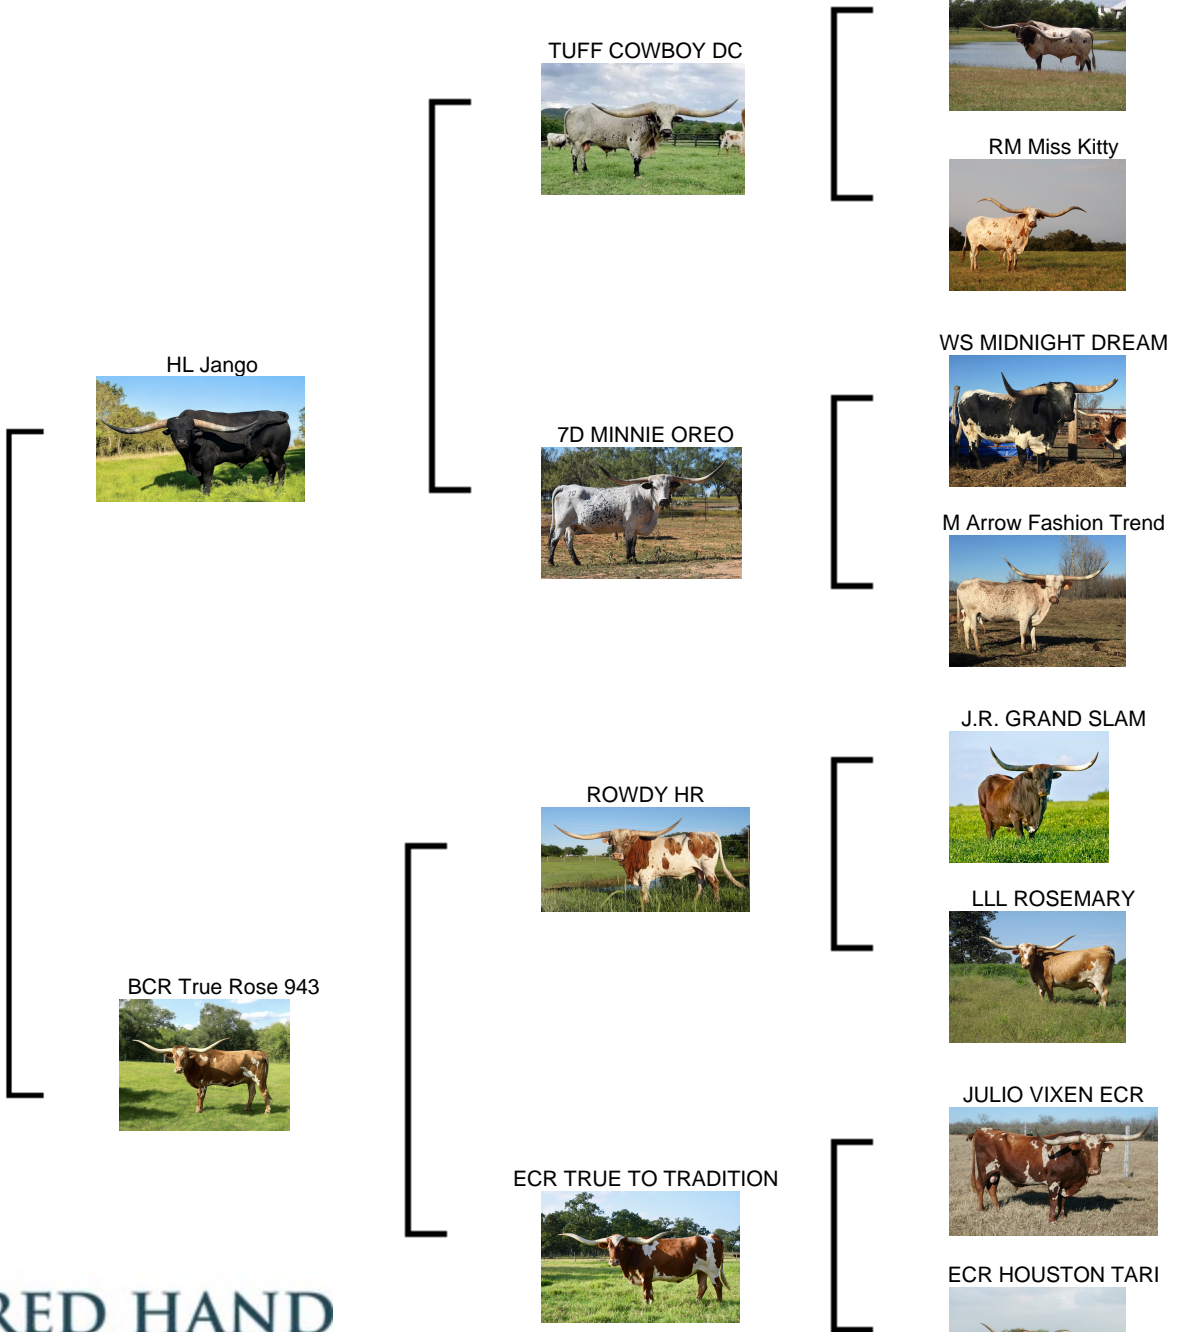 TUFF COWBOY DC
RM Miss Kitty
WS MIDNIGHT DREAM
HL Jango
7D MINNIE OREO
M Arrow Fashion Trend
J.R. GRAND SLAM
ROWDY HR
LLL ROSEMARY
BCR True Rose 943
JULIO VIXEN ECR
ECR TRUE TO TRADITION
ECR HOUSTON TARI
RED HAND